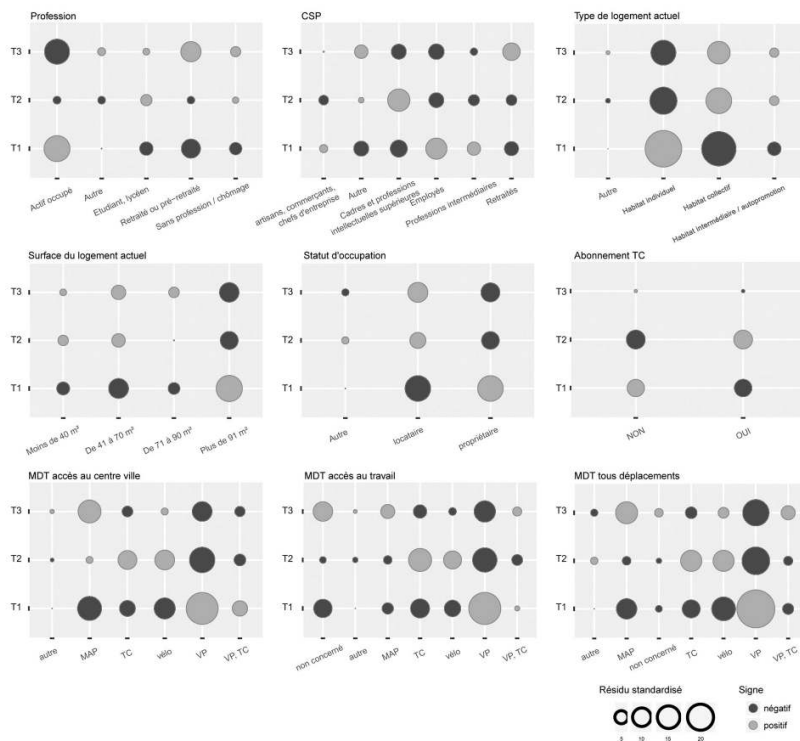 Profession
T3
T2
T1
Actif occupé
Autre
Etudiant, lycéen
Retraité ou pré-retraité
Sans profession / chômage
CSP
T3
T2
T1
artisans, commerçants,
chefs d'entreprise
Autre
Cadres et professions
intellectuelles supérieures
Employés
Professions intermédiaires
Retraités
Type de logement actuel
T3
T2
T1
Autre
Habitat individuel
Habitat collectif
Habitat intermédiaire / autopromotion
Surface du logement actuel
T3
T2
T1
Moins de 40 m²
De 41 à 70 m²
De 71 à 90 m²
Plus de 91 m²
Statut d'occupation
T3
T2
T1
Autre
locataire
propriétaire
Abonnement TC
T3
T2
T1
NON
OUI
MDT accès au centre ville
T3
T2
T1
autre
MAP
TC
vélo
VP
VP, TC
MDT accès au travail
T3
T2
T1
non concerné
autre
MAP
TC
vélo
VP
VP, TC
MDT tous déplacements
T3
T2
T1
autre
MAP
non concerné
TC
vélo
VP
VP, TC
Résidu standardisé
5 10 15 20
Signe
négatif
positif